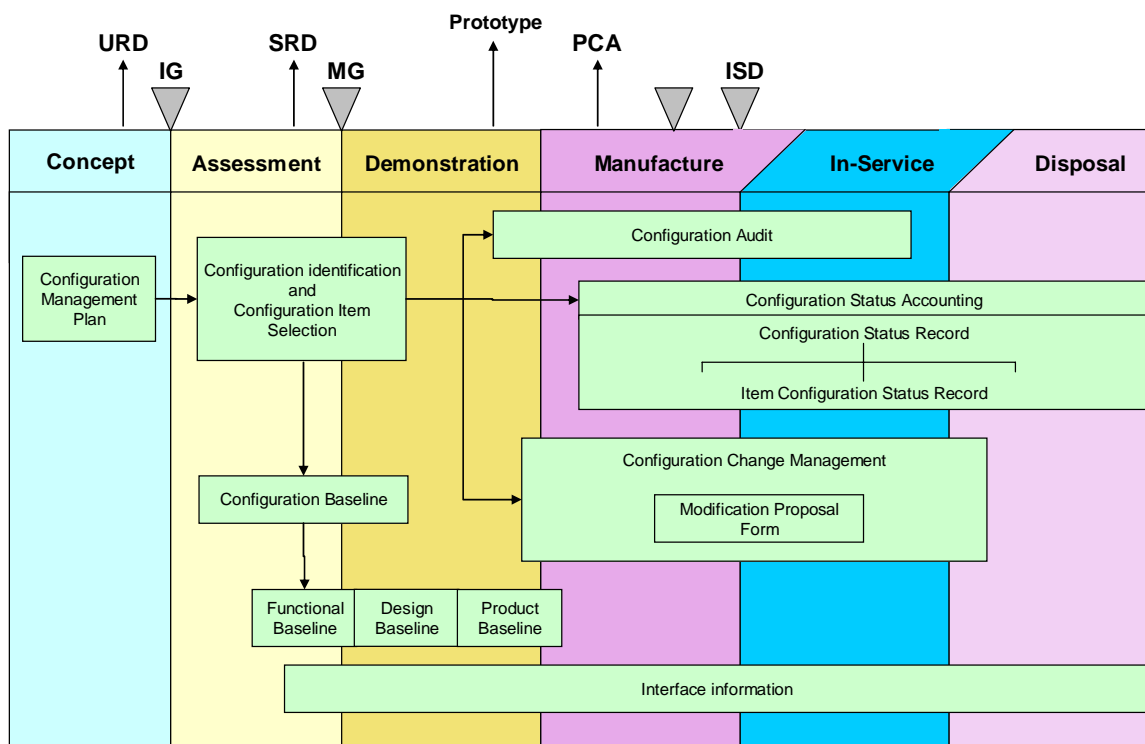 Prototype
URD
SRD
PCA
IG
MG
ISD
Concept
Assessment
Demonstration
Manufacture
In-Service
Disposal
Configuration Audit
Configuration
Management
Plan
Configuration identification
and
Configuration Item
Selection
Configuration Status Accounting
Configuration Status Record
Item Configuration Status Record
Configuration Change Management
Configuration Baseline
Modification Proposal
Form
Functional
Baseline
Design
Baseline
Product
Baseline
Interface information